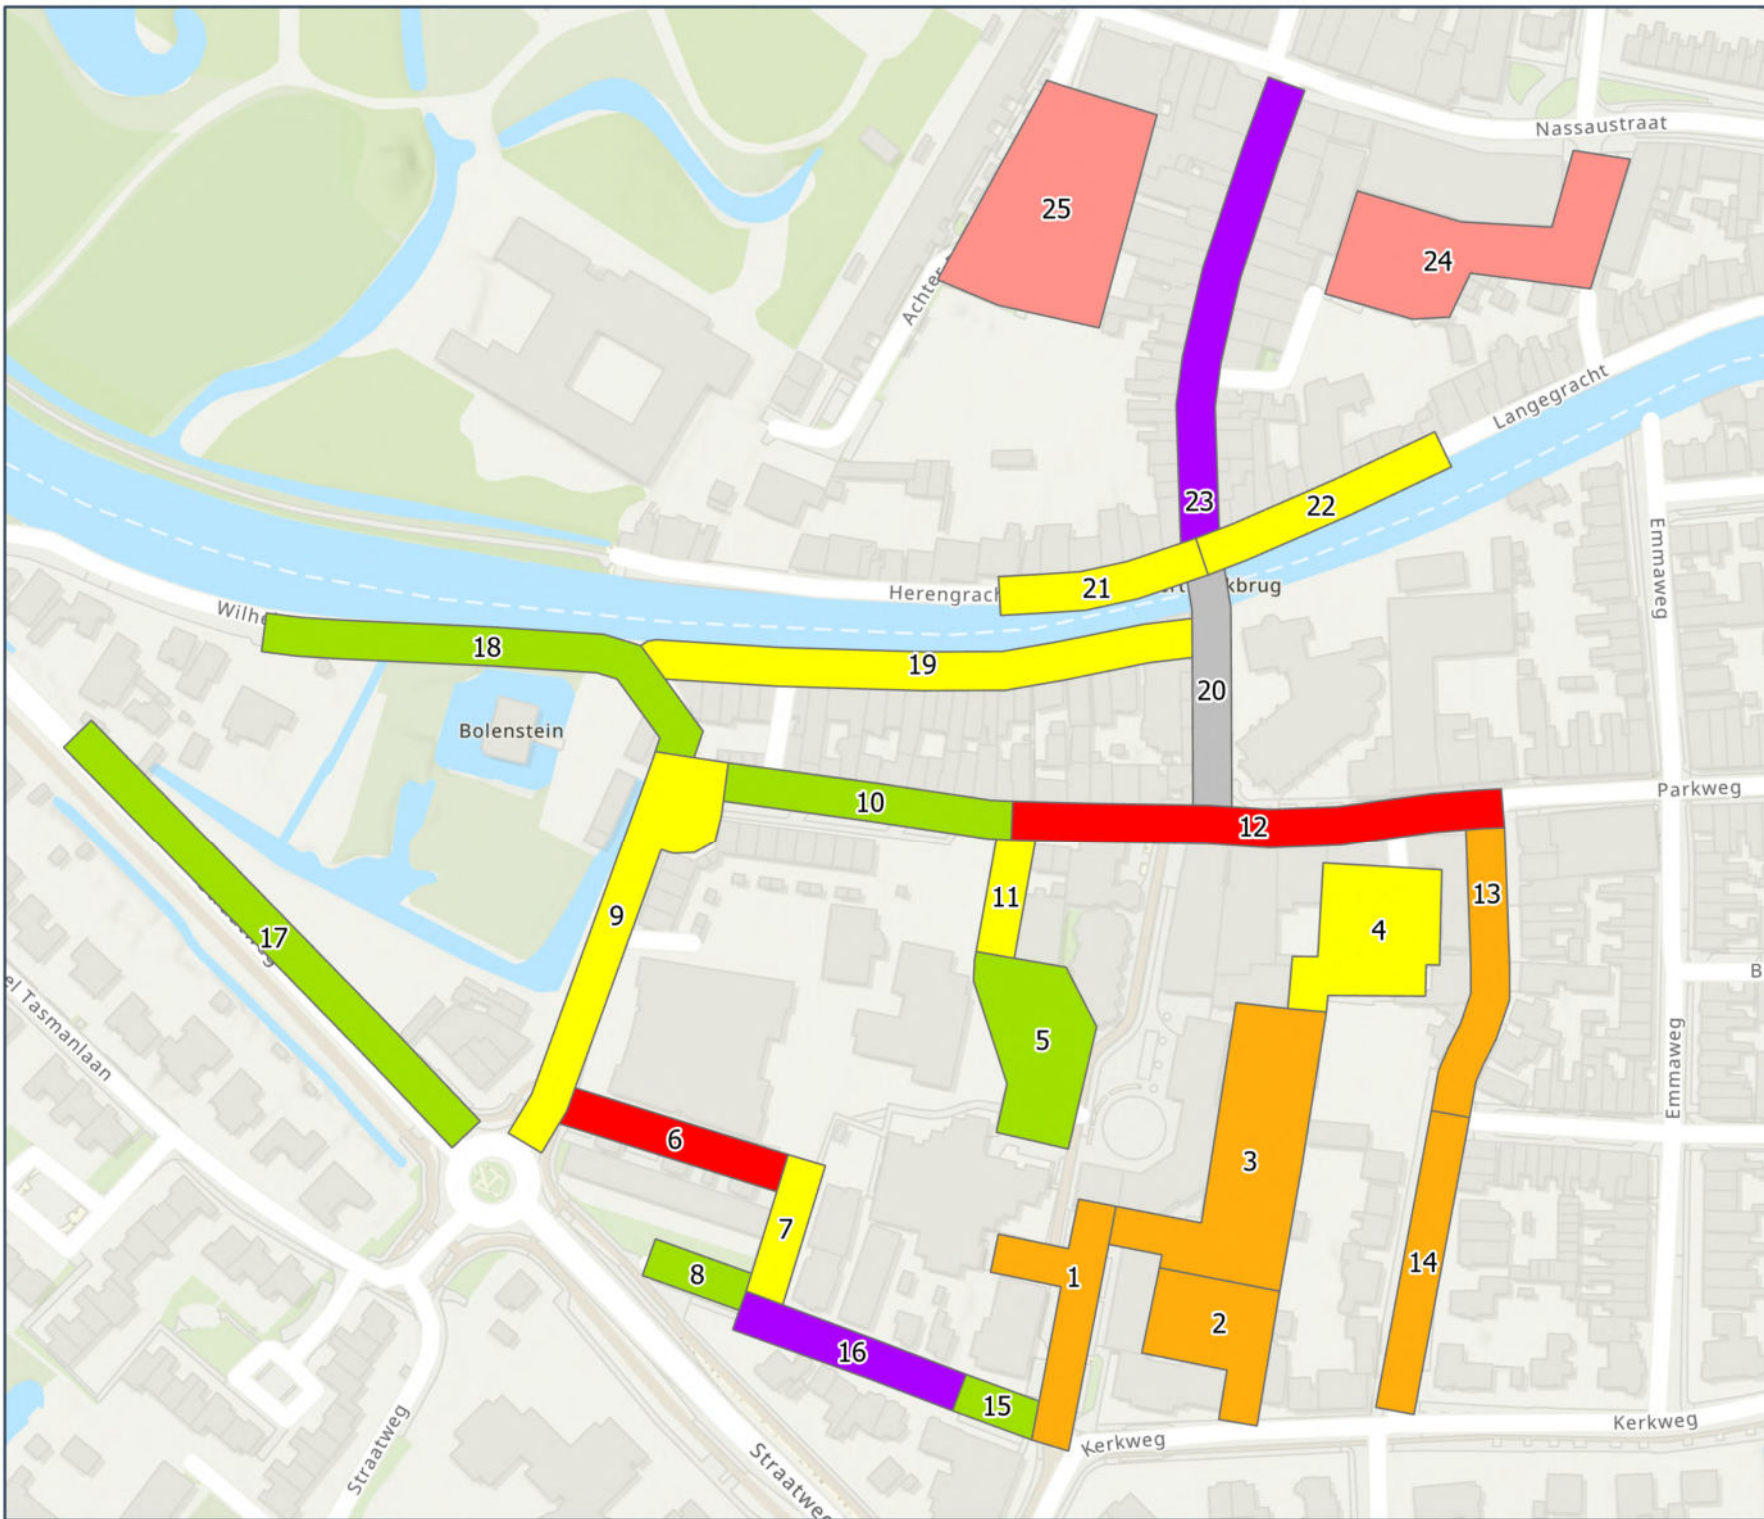 Nassaustraat
25
24
Achter
Langegracht
23
22
Emmaweg
Herengrach
21
kbrug
Wilhe
18
19
20
Bolenstein
Parkweg
10
12
13
11
9
4
17
el Tasmanlaan
B
5
Emmaweg
6
3
7
8
1
14
2
16
15
Straatweg
Kerkweg
Kerkweg
Straatweg